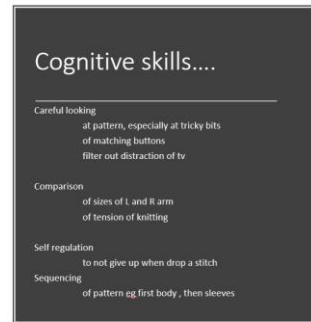 Cognitive skills....
Careful looking
at pattern, especially at tricky bits
of matching buttons
filter out distraction of tv
Comparison
of sizes of L and R arm
of tension of knitting
Self regulation
to not give up when drop a stitch
Sequencing
of pattern eg first body , then sleeves